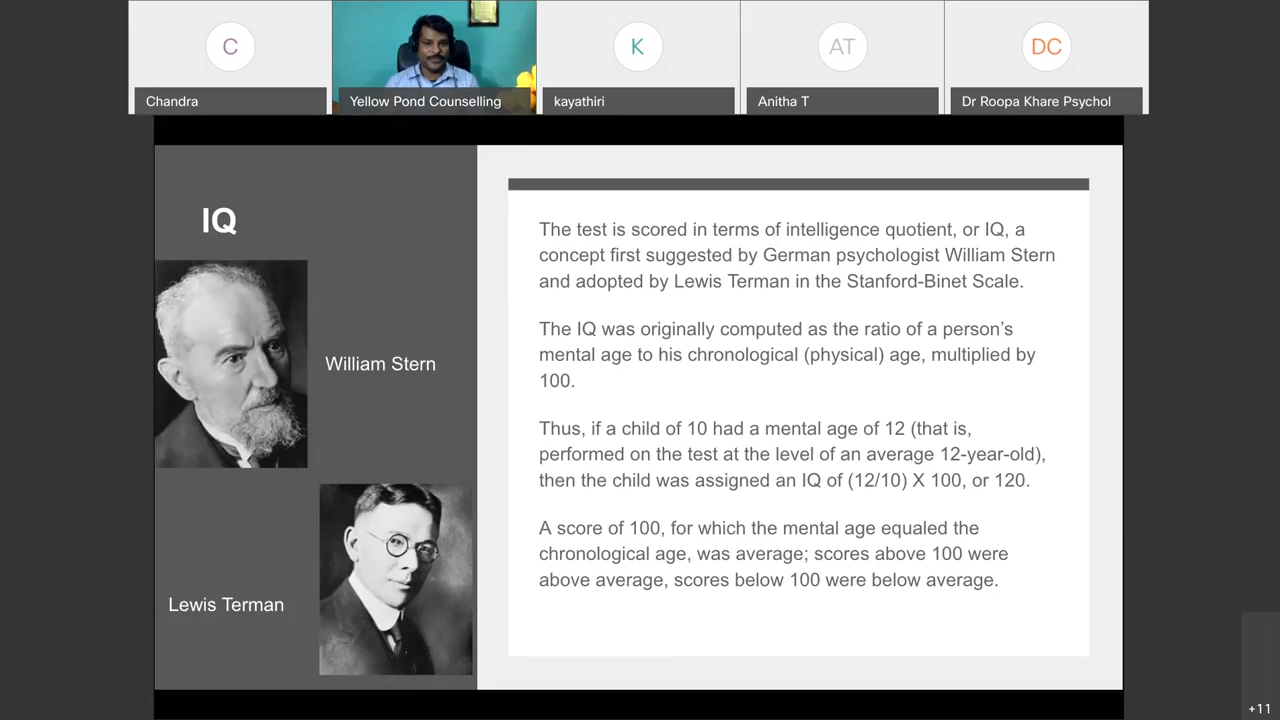 C
K
AT
DC
Chandra
Yellow Pond Counselling
kayathiri
Anitha T
Dr Roopa Khare Psychol
IQ
William Stern
Lewis Terman
The test is scored in terms of intelligence quotient, or IQ, a
concept first suggested by German psychologist William Stern
and adopted by Lewis Terman in the Stanford-Binet Scale.
The IQ was originally computed as the ratio of a person’s
mental age to his chronological (physical) age, multiplied by
100.
Thus, if a child of 10 had a mental age of 12 (that is,
performed on the test at the level of an average 12-year-old),
then the child was assigned an IQ of (12/10) X 100, or 120.
A score of 100, for which the mental age equaled the
chronological age, was average; scores above 100 were
above average, scores below 100 were below average.
+11